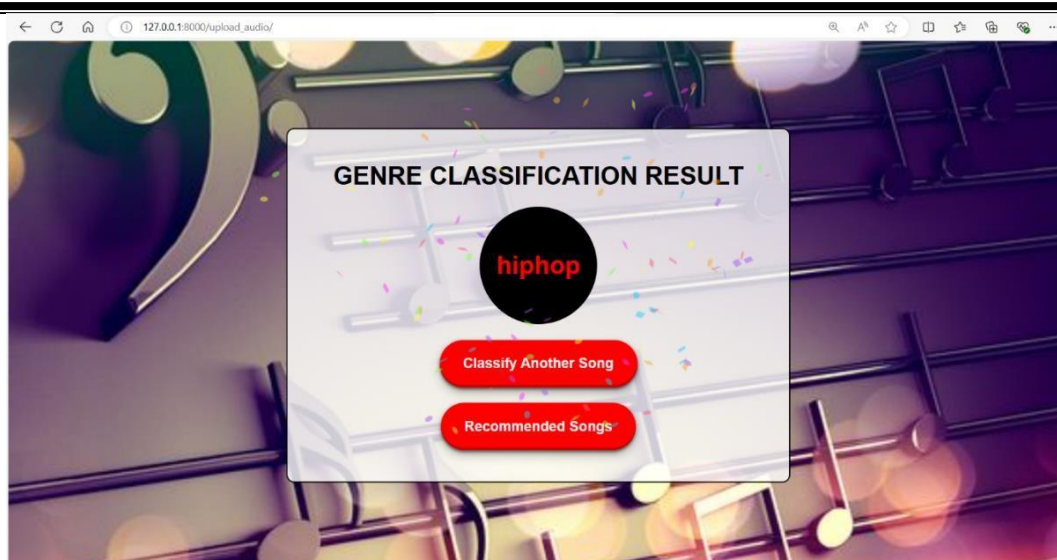 127.0.0.1:8000/upload_audio/
GENRE CLASSIFICATION RESULT
hiphop
Classify Another Song
Recommended Songs